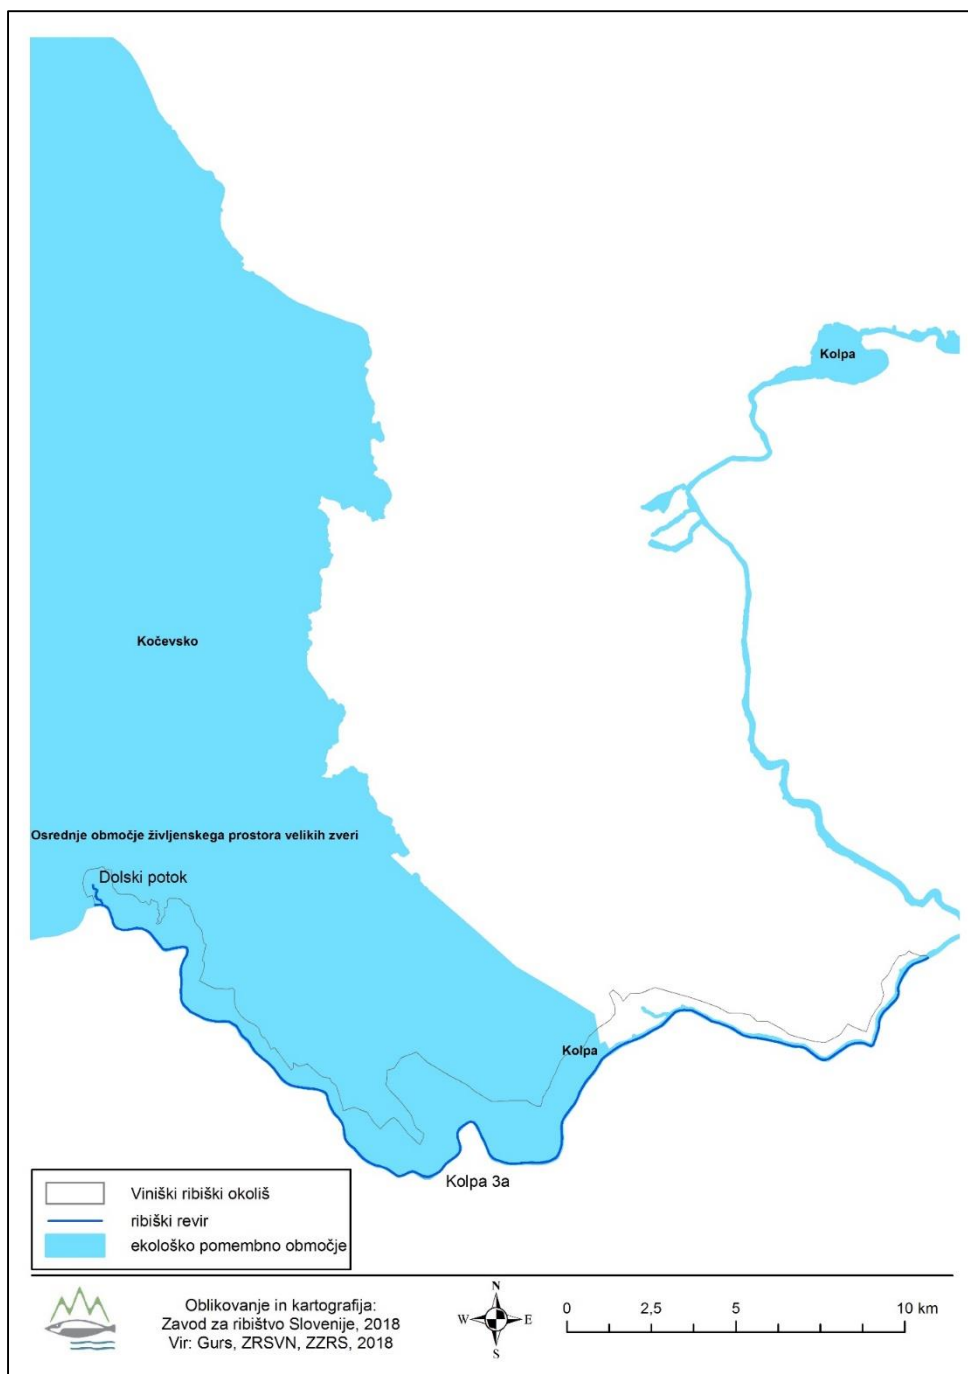 Kolpa
Kočevsko
Osrednje območje življenskega prostora velikih zveri
Dolski potok
Kolpa
Kolpa 3a
Viniški ribiški okoliš
ribiški revir
ekološko pomembno območje
Oblikovanje in kartografija:
Zavod za ribištvo Slovenije, 2018
Vir: Gurs, ZRSVN, ZZRS, 2018
N
W E
S
0 2,5 5 10 km